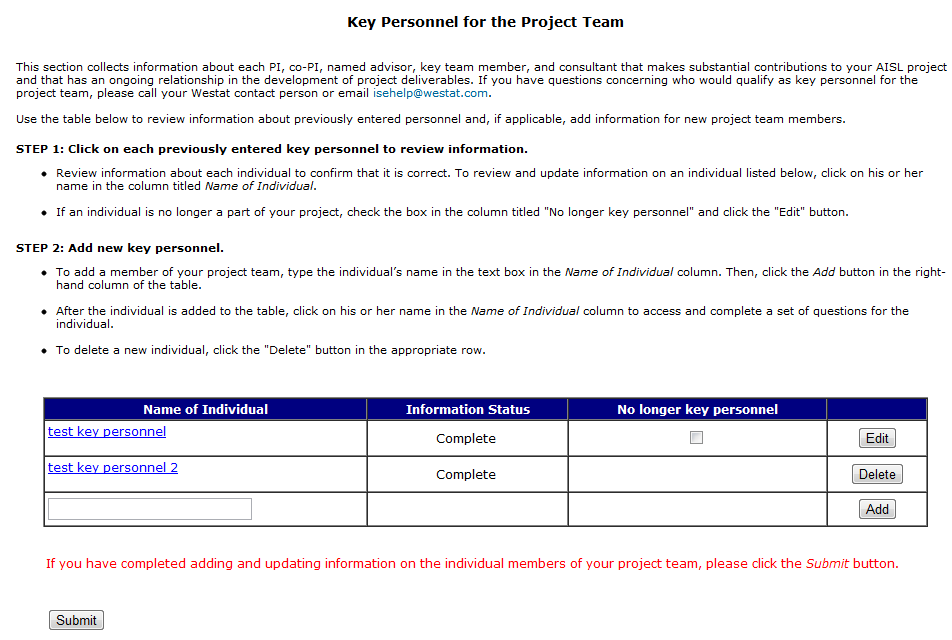 Key Personnel for the Project Team
This section collects information about each PI, co-PI, named advisor, key team member, and consultant that makes substantial contributions to your AISL project
and that has an ongoing relationship in the development of project deliverables. If you have questions concerning who would qualify as key personnel for the
project team, please call your Westat contact person or email isehelp@westat.com.
Use the table below to review information about previously entered personnel and, if applicable, add information for new project team members.
STEP 1: Click on each previously entered key personnel to review information.
• Review information about each individual to confirm that it is correct. To review and update information on an individual listed below, click on his or her
name in the column titled Name of Individual.
• If an individual is no longer a part of your project, check the box in the column titled "No longer key personnel" and click the "Edit" button.
STEP 2: Add new key personnel.
• To add a member of your project team, type the individual's name in the text box in the Name of Individual column. Then, click the Add button in the right-
hand column of the table.
• After the individual is added to the table, click on his or her name in the Name of Individual column to access and complete a set of questions for the
individual.
• To delete a new individual, click the "Delete" button in the appropriate row.
Name of Individual Information Status No longer key personnel
test key personnel Complete Edit
test key personnel 2 Complete Delete
Add
If you have completed adding and updating information on the individual members of your project team, please click the Submit button.
Submit